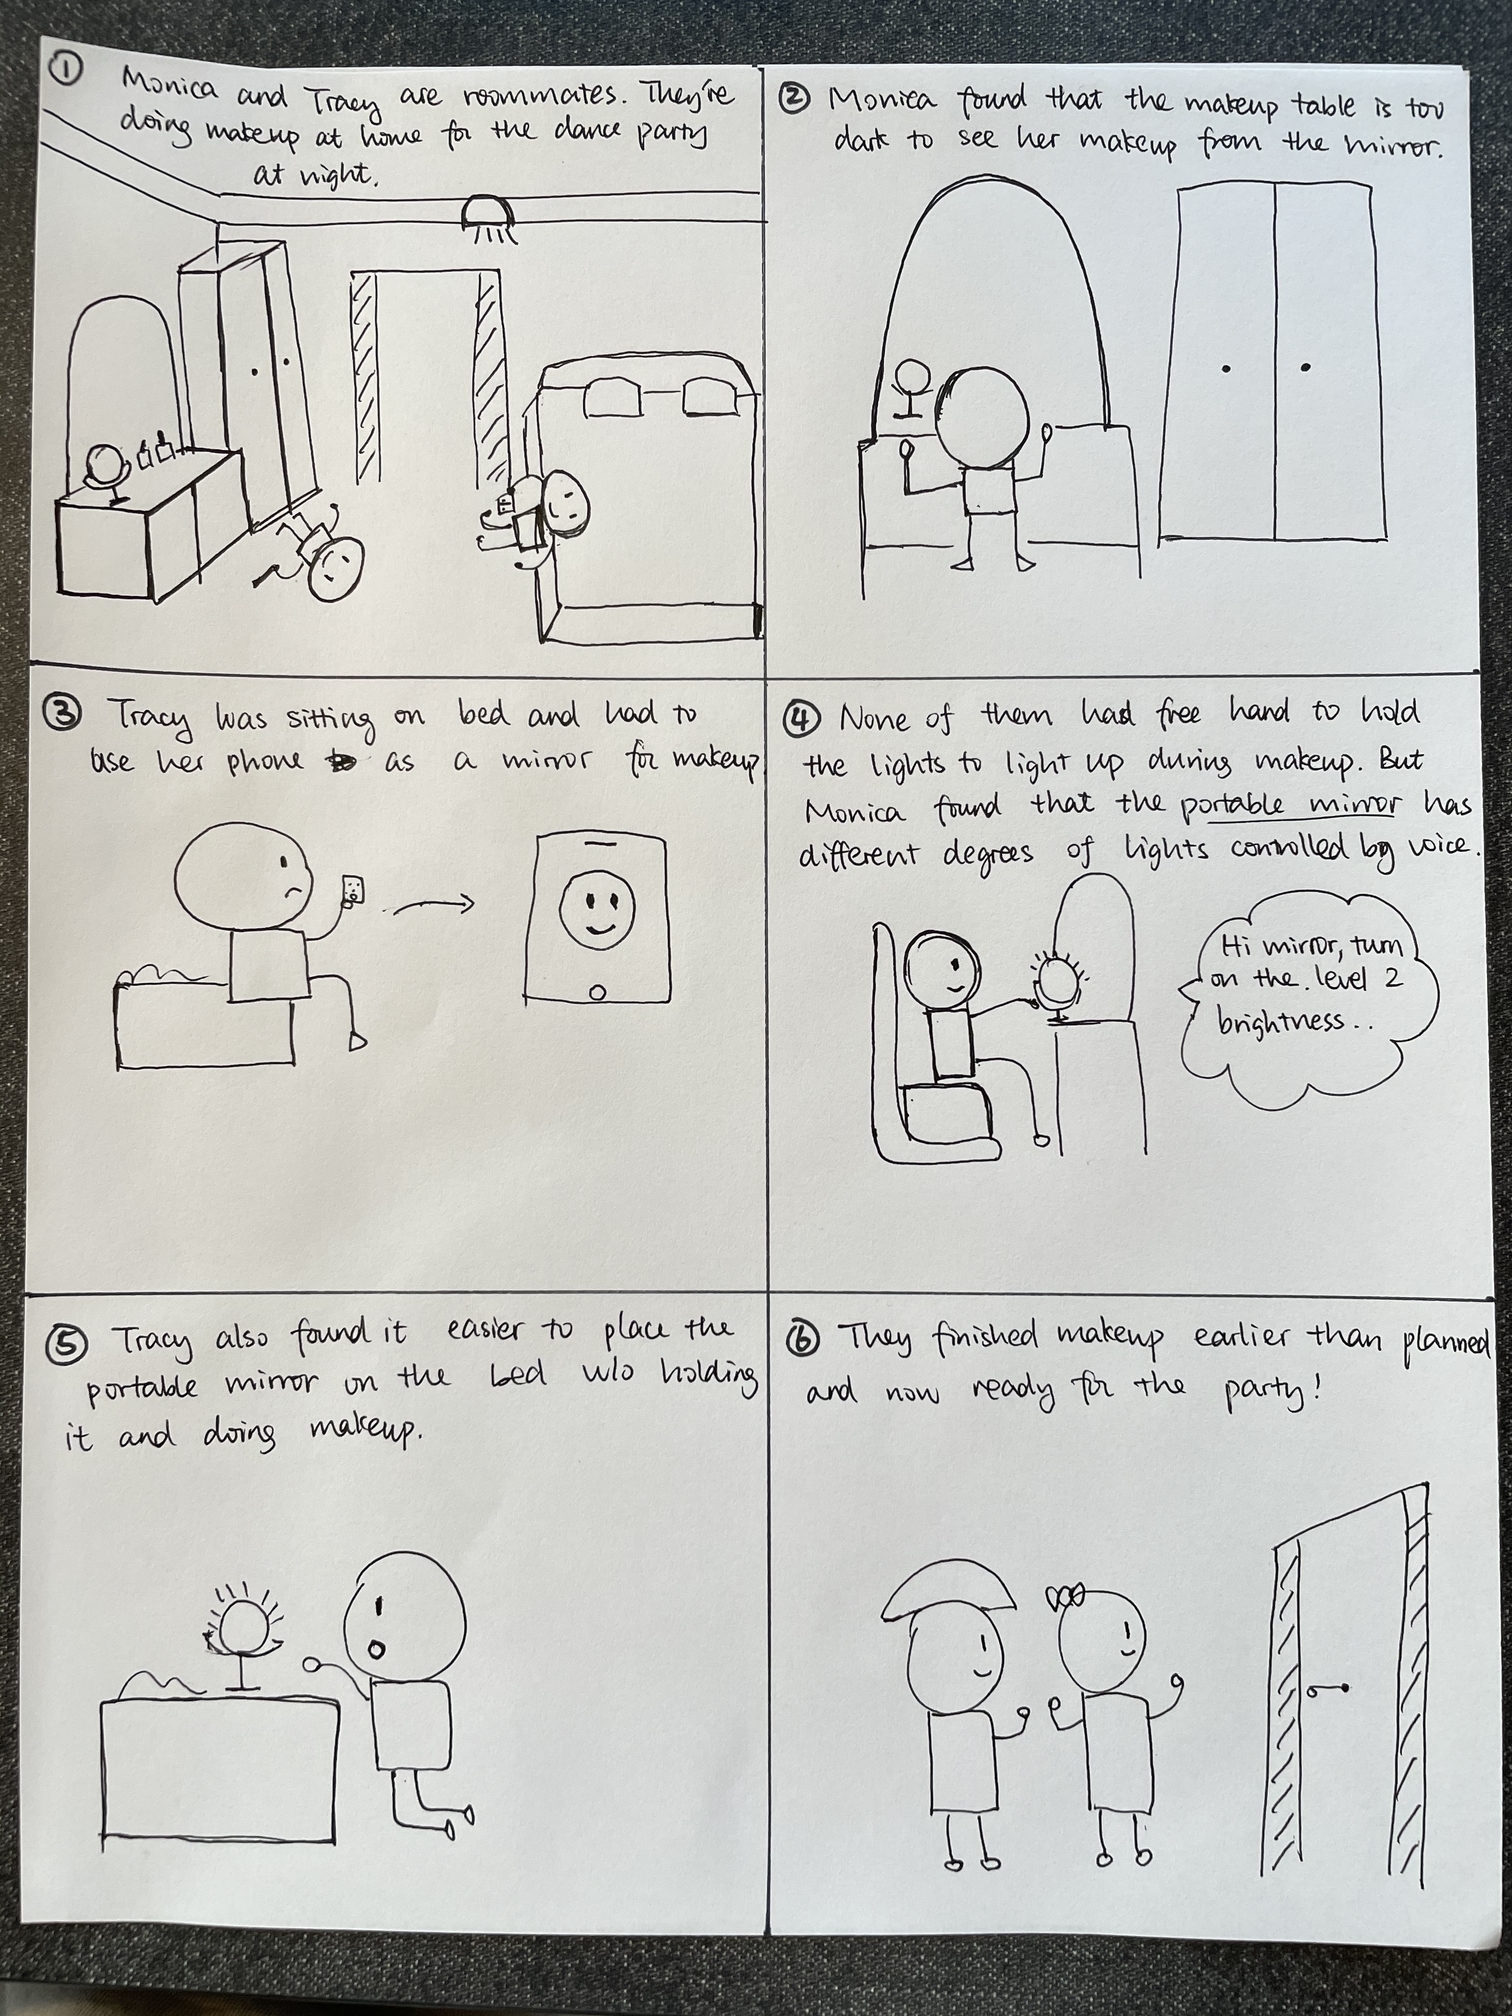 ① Monica and Tracy are roommates. They're
doing makeup at home for the dance party
at night.
② Monica found that the makeup table is too
dark to see her makeup from the mirror.
③ Tracy was sitting on bed and had to
use her phone as a mirror for makeup
④ None of them had free hand to hold
the lights to light up during makeup. But
Monica found that the portable mirror has
different degrees of lights controlled by voice.
Hi mirror, turn
on the level 2
brightness..
⑤ Tracy also found it easier to place the
portable mirror on the bed w/o holding
it and doing makeup.
⑥ They finished makeup earlier than planned
and now ready for the party!